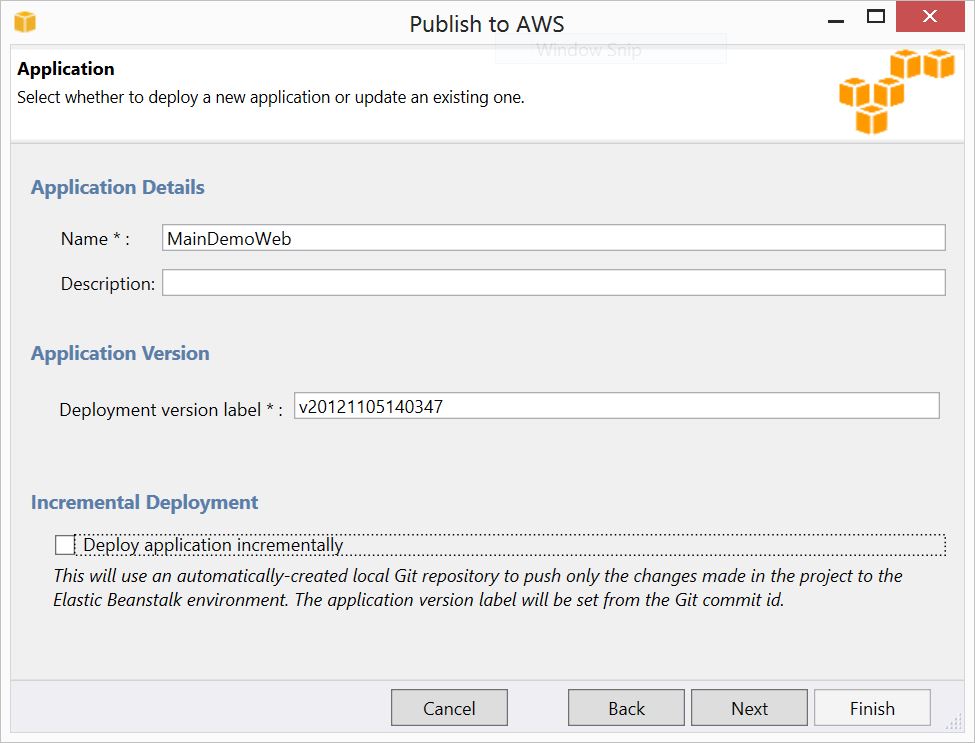 Publish to AWS
Window Snip
Application
Select whether to deploy a new application or update an existing one.
Application Details
Name * : MainDemoWeb
Description:
Application Version
Deployment version label * : v20121105140347
Incremental Deployment
Deploy application incrementally
This will use an automatically-created local Git repository to push only the changes made in the project to the
Elastic Beanstalk environment. The application version label will be set from the Git commit id.
Cancel Back Next Finish